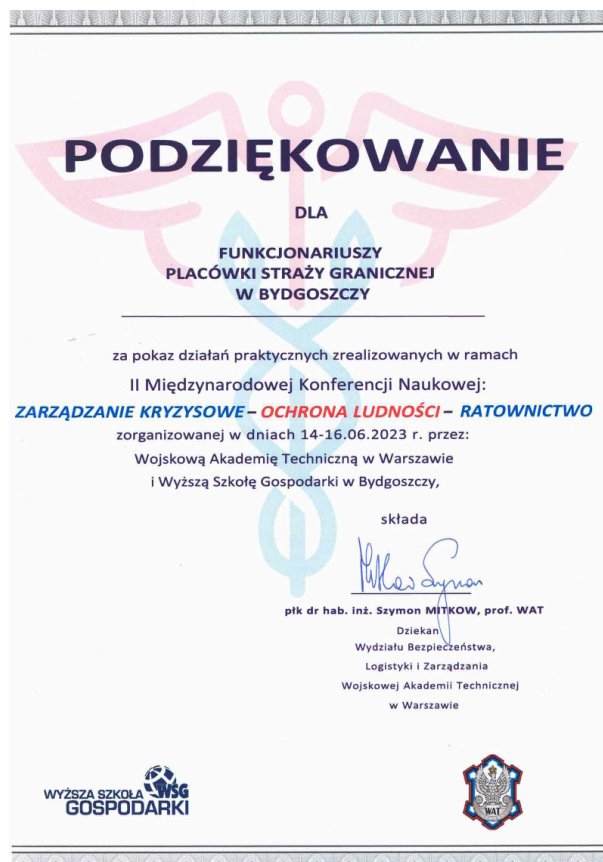 PODZIĘKOWANIE
DLA
FUNKCJONARIUSZY
PLACÓWKI STRAŻY GRANICZNEJ
W BYDGOSZCZY
za pokaz działań praktycznych zrealizowanych w ramach
II Międzynarodowej Konferencji Naukowej:
ZARZĄDZANIE KRYZYSOWE – OCHRONA LUDNOŚCI – RATOWNICTWO
zorganizowanej w dniach 14-16.06.2023 r. przez:
Wojskową Akademię Techniczną w Warszawie
i Wyższą Szkołę Gospodarki w Bydgoszczy,
składa
płk dr hab. inż. Szymon MITKOW, prof. WAT
Dziekan
Wydziału Bezpieczeństwa,
Logistyki i Zarządzania
Wojskowej Akademii Technicznej
w Warszawie
WYŻSZA SZKOŁA WSG
GOSPODARKI
WAT